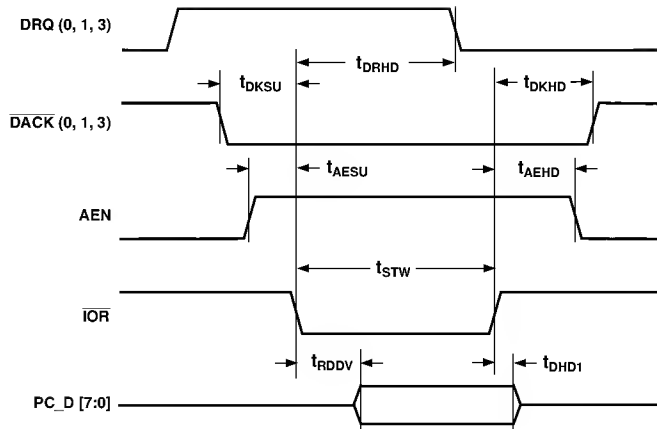 DRQ (0, 1, 3)
tDRHD
tDKSU
tDKHD
DACK (0, 1, 3)
tAESU
tAEHD
AEN
tSTW
IOR
tRDDV
tDHD1
PC_D [7:0]